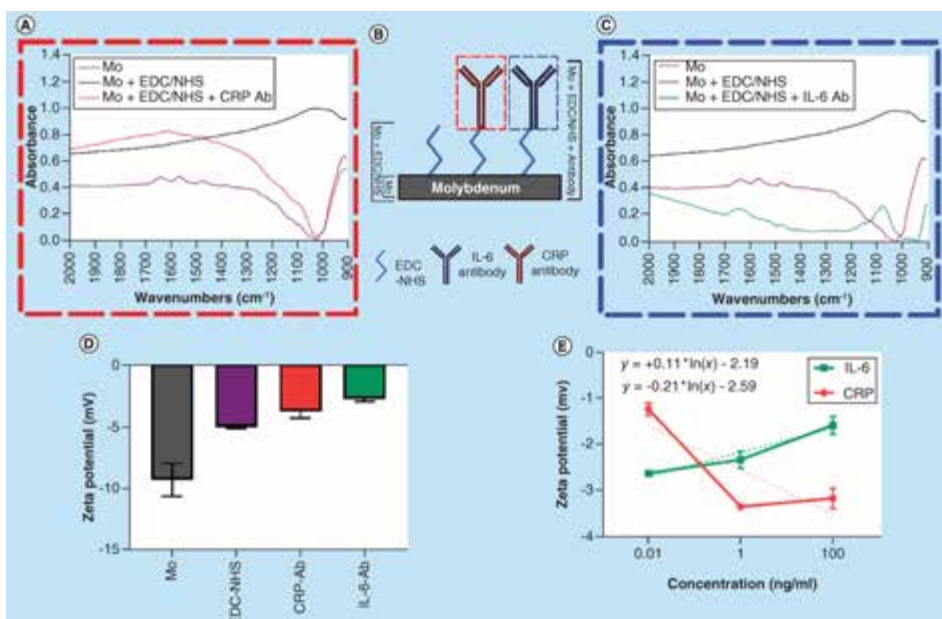 A
1.4
1.2
1.0
0.8
0.6
0.4
0.2
0.0
Absorbance
Mo
Mo + EDC/NHS
Mo + EDC/NHS + CRP Ab
2000
1900
1800
1700
1600
1500
1400
1300
1200
1100
1000
900
Wavenumbers (cm-1)
B
Mo + EDC/NHS
Mo
Mo + EDC/NHS + Antibody
Molybdenum
EDC
-NHS
IL-6
antibody
CRP
antibody
C
1.4
1.2
1.0
0.8
0.6
0.4
0.2
0.0
Absorbance
Mo
Mo + EDC/NHS
Mo + EDC/NHS + IL-6 Ab
2000
1900
1800
1700
1600
1500
1400
1300
1200
1100
1000
900
Wavenumbers (cm-1)
D
0
-5
-10
-15
Zeta potential (mV)
Mo
EDC-NHS
CRP-Ab
IL-6-Ab
E
0
-1
-2
-3
-4
Zeta potential (mv)
y = +0.11*ln(x) - 2.19
y = -0.21*ln(x) - 2.59
IL-6
CRP
0.01
1
100
Concentration (ng/ml)